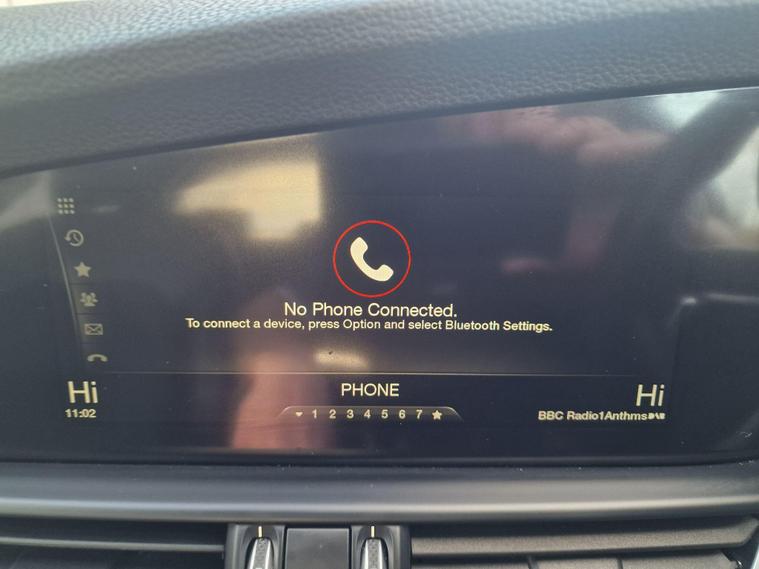 No Phone Connected.
To connect a device, press Option and select Bluetooth Settings.
Hi
PHONE
Hi
11:02
1 2 3 4 5 6 7
BBC Radio1Anthms DAB